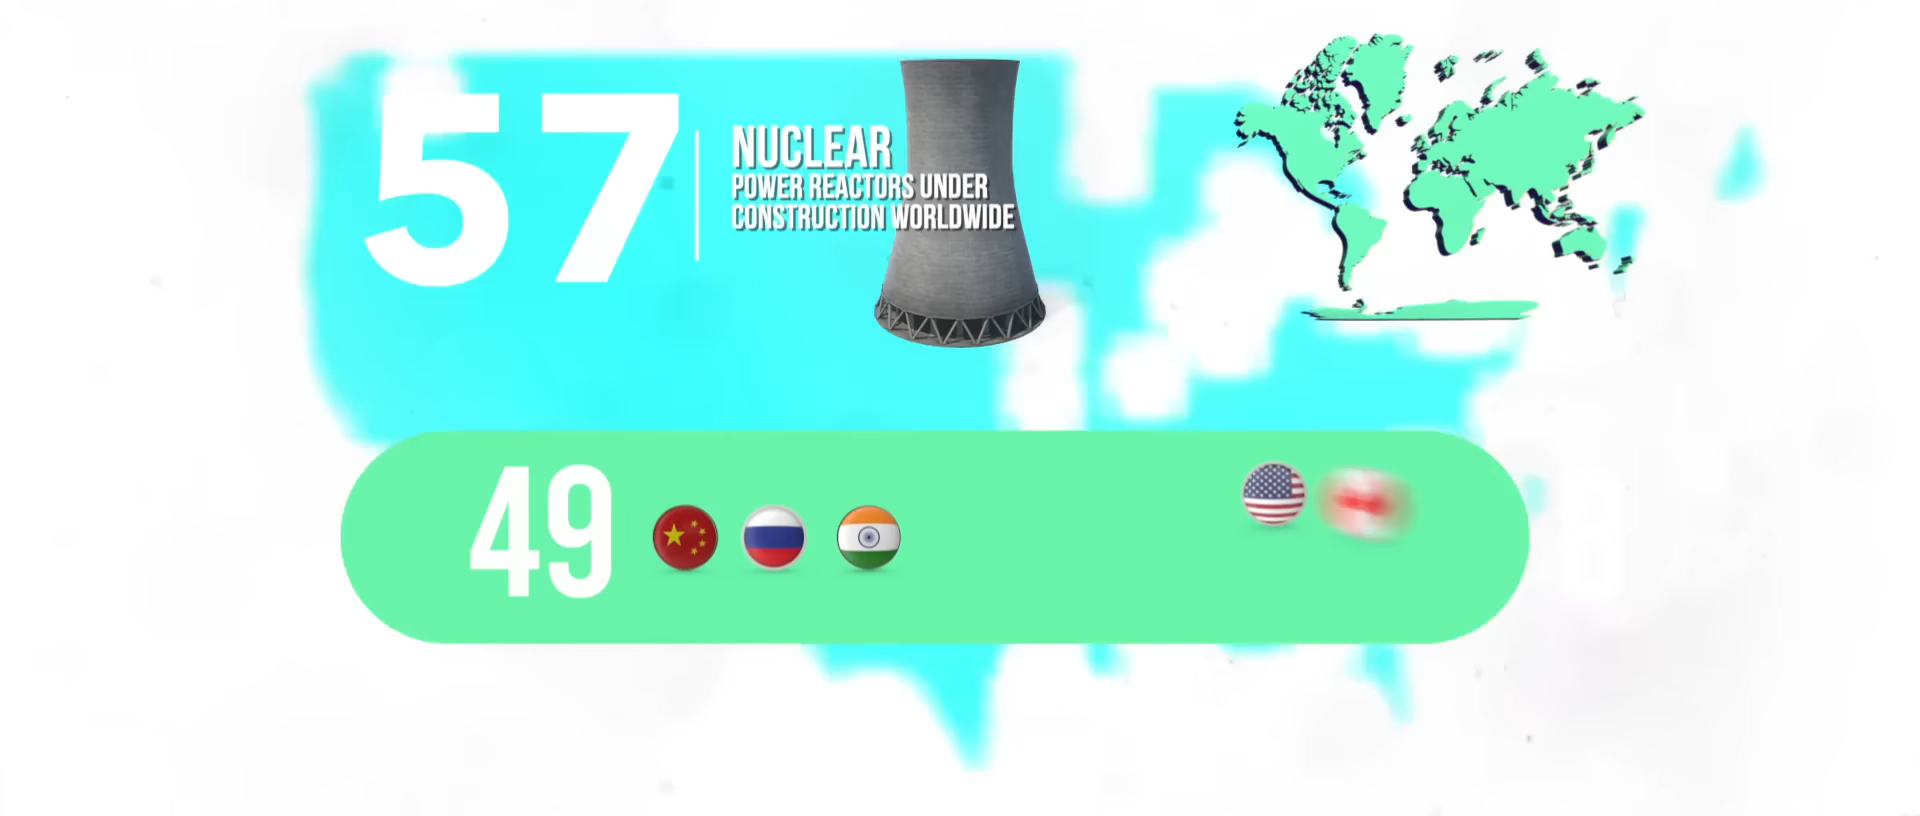 57
NUCLEAR
POWER REACTORS UNDER
CONSTRUCTION WORLDWIDE
49